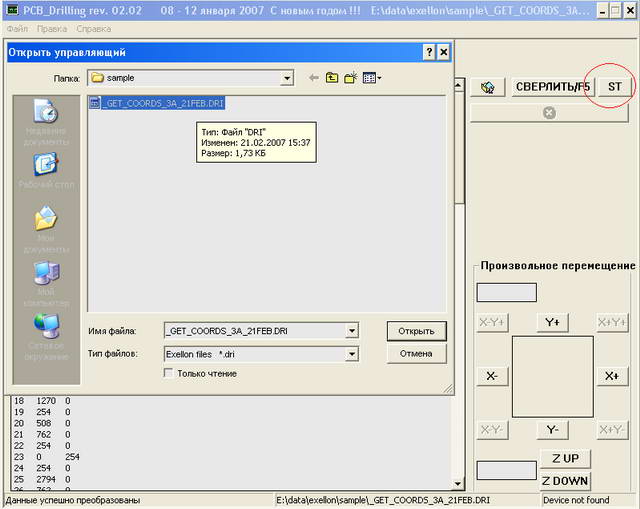 PCB_Drilling rev. 02.02 08 - 12 января 2007 С новым годом !!! E:\data\exellon\sample\_GET_COORDS_3A...
Файл Правка Справка
Открыть управляющий
Папка: sample
_GET_COORDS_3A_21FEB.DRI
Тип: Файл "DRI"
Изменен: 21.02.2007 15:37
Размер: 1,73 КБ
Недавние
документы
Рабочий стол
Мои
документы
Мой
компьютер
Сетевое
окружение
Имя файла: _GET_COORDS_3A_21FEB.DRI Открыть
Тип файлов: Exellon files *.dri Отмена
Только чтение
СВЕРЛИТЬ/F5 ST
Произвольное перемещение
X-Y+ Y+ X+Y+
X- X+
X-Y- Y- X+Y-
Z UP
Z DOWN
18 1270 0
19 254 0
20 508 0
21 762 0
22 254 0
23 0 254
24 254 0
25 2794 0
26 762 0
Данные успешно преобразованы E:\data\exellon\sample\_GET_COORDS_3A_21FEB.DRI Device not found